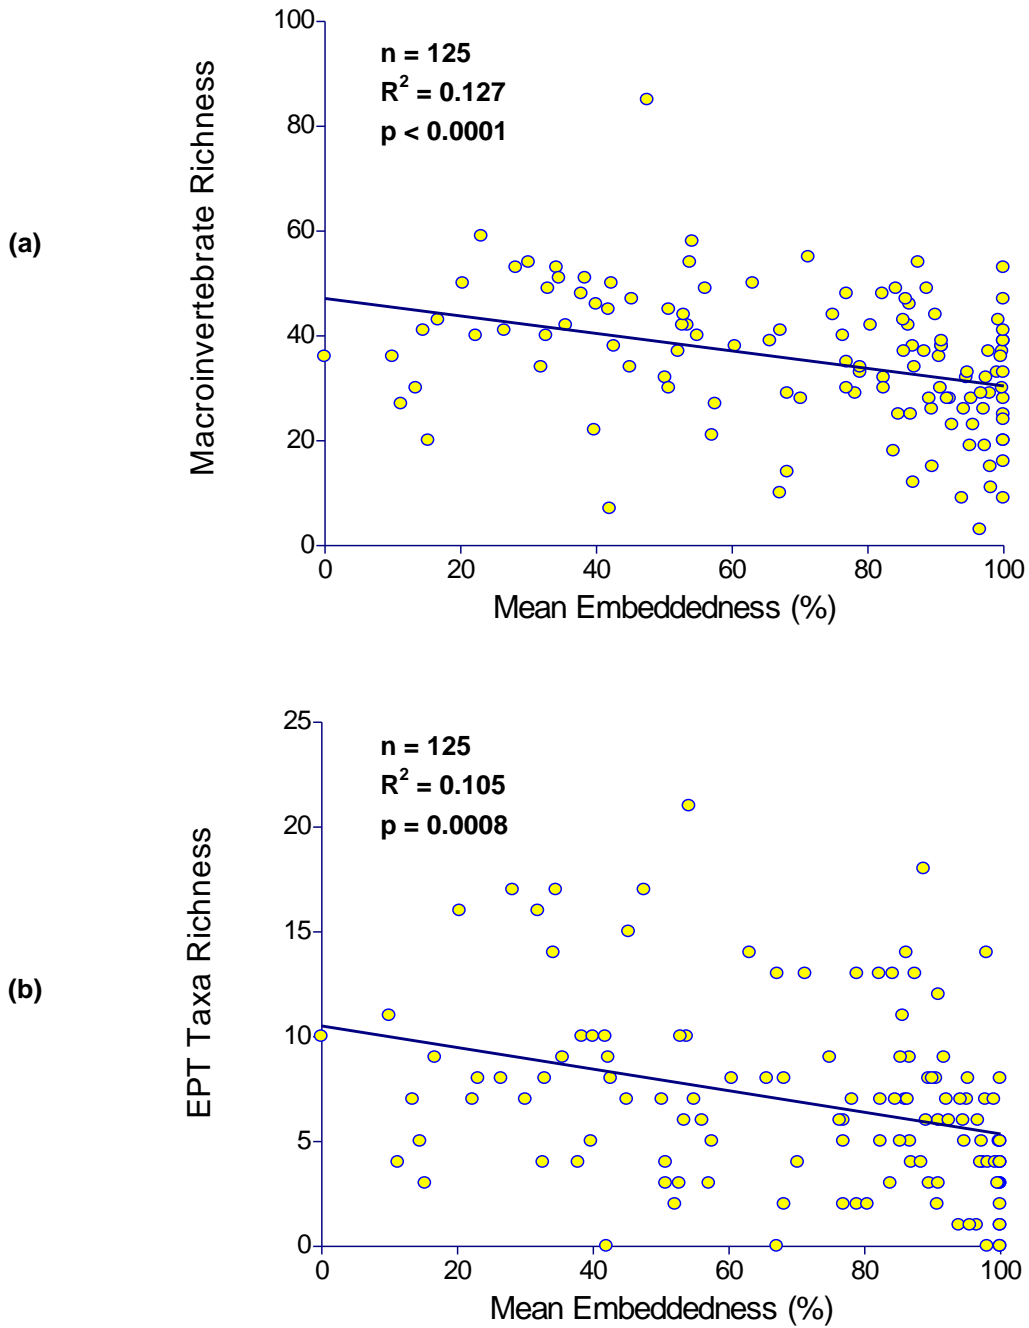 (a)
Macroinvertebrate Richness
100
80
60
40
20
0
n = 125
R² = 0.127
p < 0.0001
0 20 40 60 80 100
Mean Embeddedness (%)
(b)
EPT Taxa Richness
25
20
15
10
5
0
n = 125
R² = 0.105
p = 0.0008
0 20 40 60 80 100
Mean Embeddedness (%)